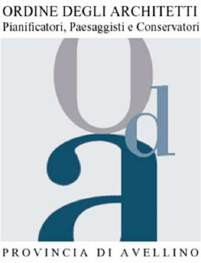 ORDINE DEGLI ARCHITETTI
Pianificatori, Paesaggisti e Conservatori
O
d
a
PROVINCIA DI AVELLINO